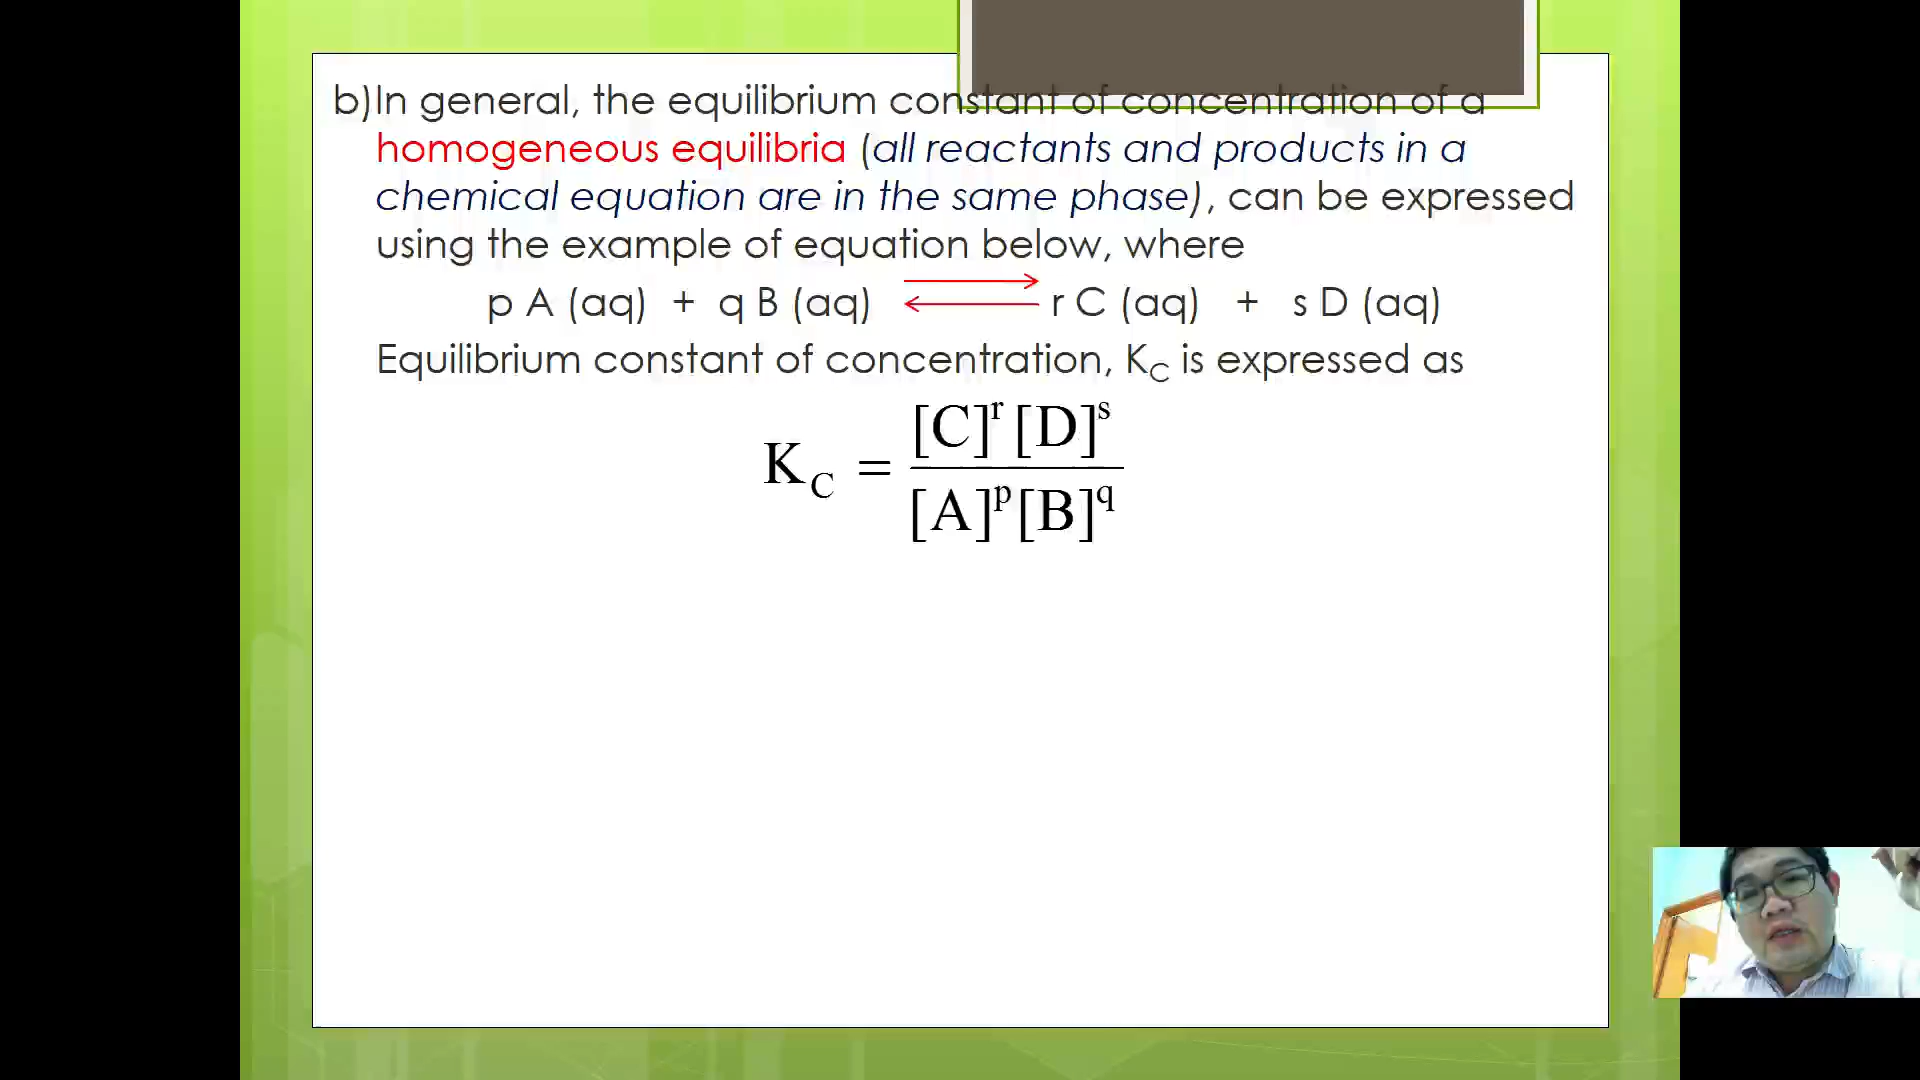 b)In general, the equilibrium constant of concentration of a
homogeneous equilibria (all reactants and products in a
chemical equation are in the same phase), can be expressed
using the example of equation below, where
p A (aq) + q B (aq) ⇌ r C (aq) + s D (aq)
Equilibrium constant of concentration, K_C is expressed as
K_C = [C]^r [D]^s / [A]^p [B]^q